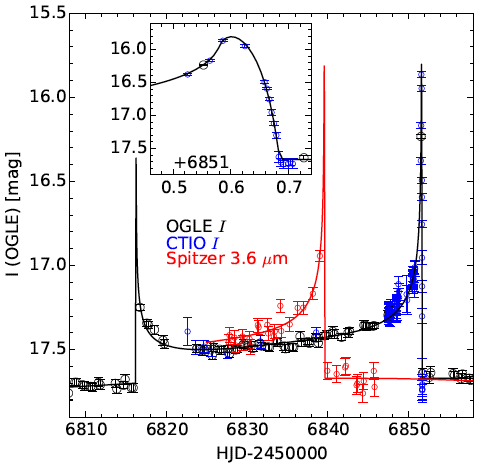 15.5
16.0
16.5
17.0
17.5
I (OGLE) [mag]
16.0
16.5
17.0
17.5
+6851
0.5 0.6 0.7
OGLE I
CTIO I
Spitzer 3.6 μm
6810 6820 6830 6840 6850
HJD-2450000